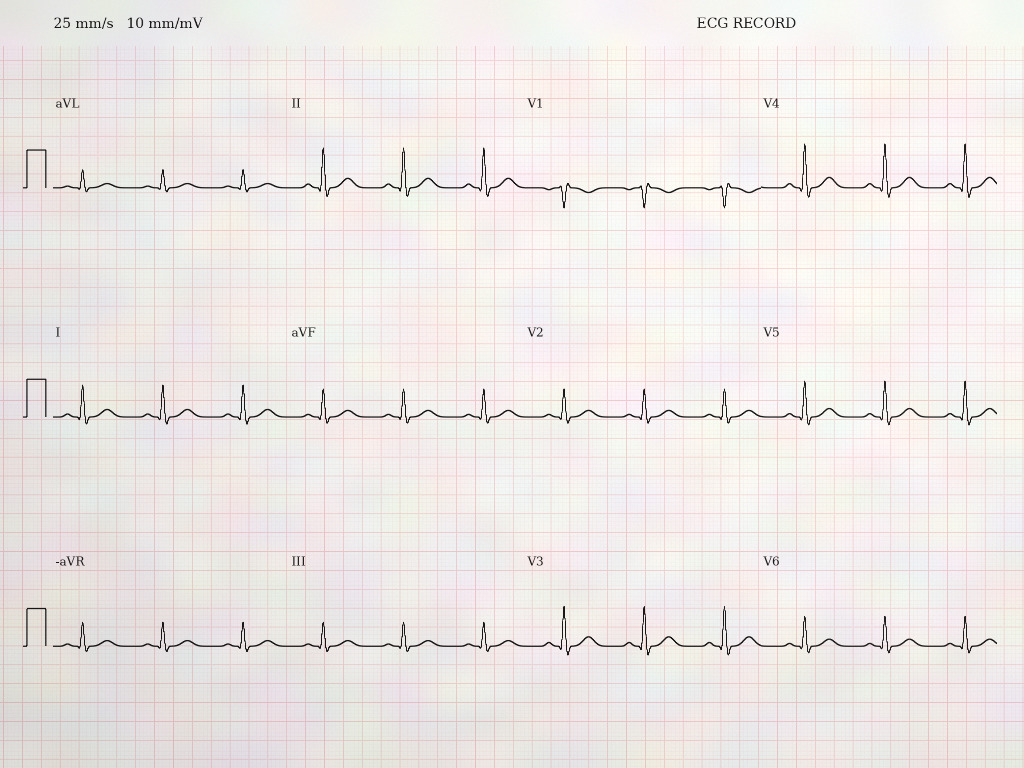 25 mm/s   10 mm/mV   ECG RECORD
aVL   II   V1   V4
I   aVF   V2   V5
-aVR   III   V3   V6